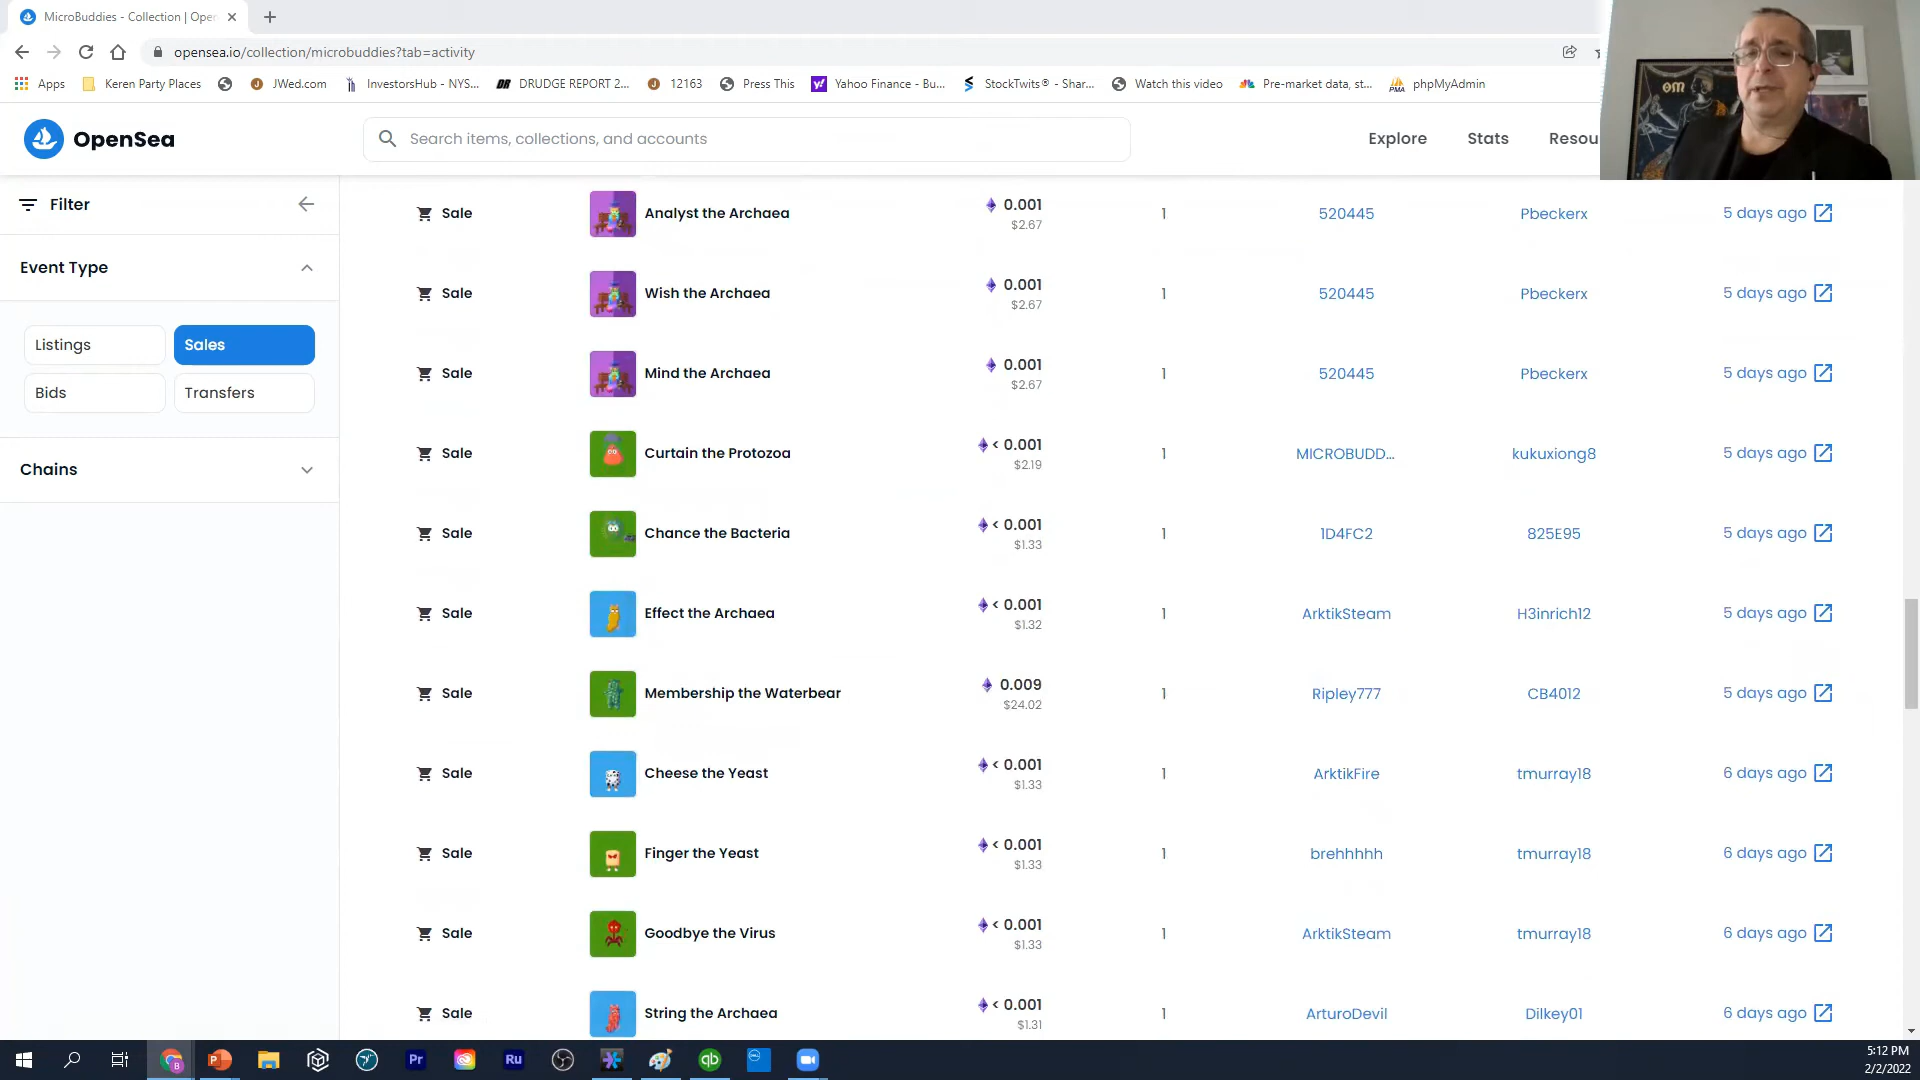 MicroBuddies - Collection | Open
opensea.io/collection/microbuddies?tab=activity
Apps Keren Party Places JWed.com InvestorsHub - NYS... DR DRUDGE REPORT 2... 12163 Press This Yahoo Finance - Bu... StockTwits® - Shar... Watch this video Pre-market data, st... PMA phpMyAdmin
OpenSea Search items, collections, and accounts Explore Stats Resou
Filter
Event Type
Listings Sales
Bids Transfers
Chains
Sale Analyst the Archaea 0.001 1 520445 Pbeckerx 5 days ago
$2.67
Sale Wish the Archaea 0.001 1 520445 Pbeckerx 5 days ago
$2.67
Sale Mind the Archaea 0.001 1 520445 Pbeckerx 5 days ago
$2.67
Sale Curtain the Protozoa < 0.001 1 MICROBUDD... kukuxiong8 5 days ago
$2.19
Sale Chance the Bacteria < 0.001 1 1D4FC2 825E95 5 days ago
$1.33
Sale Effect the Archaea < 0.001 1 ArktikSteam H3inrich12 5 days ago
$1.32
Sale Membership the Waterbear 0.009 1 Ripley777 CB4012 5 days ago
$24.02
Sale Cheese the Yeast < 0.001 1 ArktikFire tmurray18 6 days ago
$1.33
Sale Finger the Yeast < 0.001 1 brehhhhh tmurray18 6 days ago
$1.33
Sale Goodbye the Virus < 0.001 1 ArktikSteam tmurray18 6 days ago
$1.33
Sale String the Archaea < 0.001 1 ArturoDevil Dilkey01 6 days ago
$1.31
Pr Ru
5:12 PM
2/2/2022